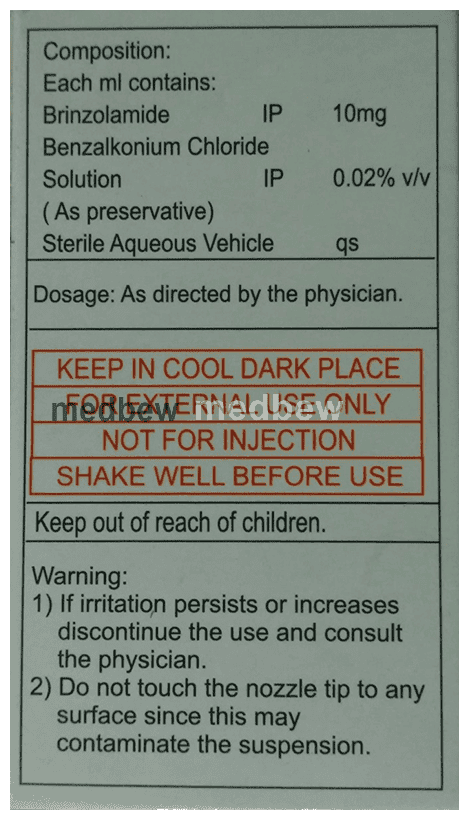 Composition:
Each ml contains:
Brinzolamide IP 10mg
Benzalkonium Chloride
Solution IP 0.02% v/v
( As preservative)
Sterile Aqueous Vehicle qs
Dosage: As directed by the physician.
KEEP IN COOL DARK PLACE
FOR EXTERNAL USE ONLY
medbew medbew
NOT FOR INJECTION
SHAKE WELL BEFORE USE
Keep out of reach of children.
Warning:
1) If irritation persists or increases
discontinue the use and consult
the physician.
2) Do not touch the nozzle tip to any
surface since this may
contaminate the suspension.